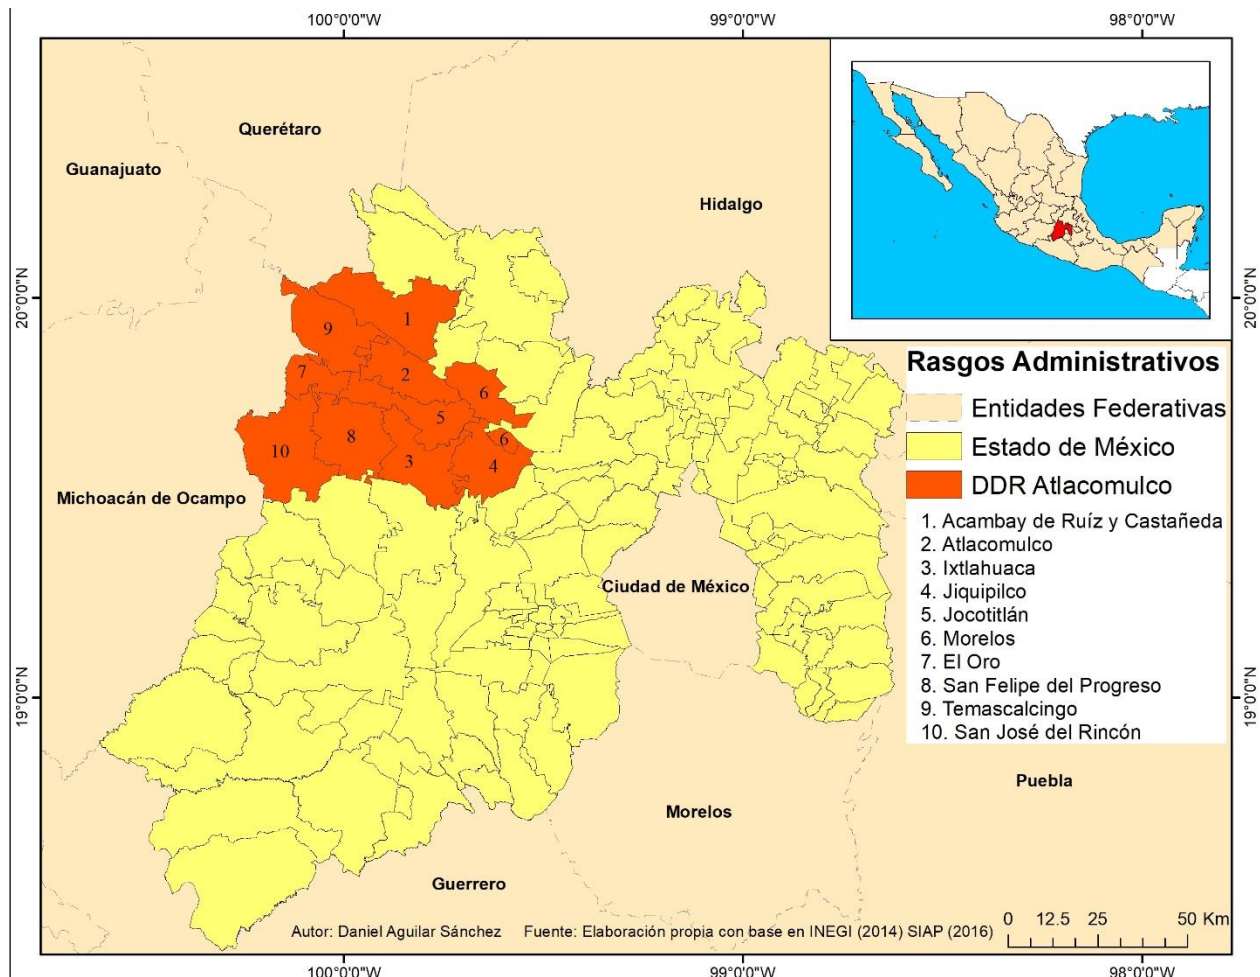 100°0'0"W 99°0'0"W 98°0'0"W
Querétaro
Guanajuato
Hidalgo
20°0'0"N
20°0'0"N
9
1
7
2
6
5
6
10
8
3
4
Michoacán de Ocampo
Ciudad de México
19°0'0"N
19°0'0"N
Puebla
Morelos
Guerrero
Rasgos Administrativos
Entidades Federativas
Estado de México
DDR Atlacomulco
1. Acambay de Ruíz y Castañeda
2. Atlacomulco
3. Ixtlahuaca
4. Jiquipilco
5. Jocotitlán
6. Morelos
7. El Oro
8. San Felipe del Progreso
9. Temascalcingo
10. San José del Rincón
0 12.5 25 50 Km
Autor: Daniel Aguilar Sánchez Fuente: Elaboración propia con base en INEGI (2014) SIAP (2016)
100°0'0"W 99°0'0"W 98°0'0"W